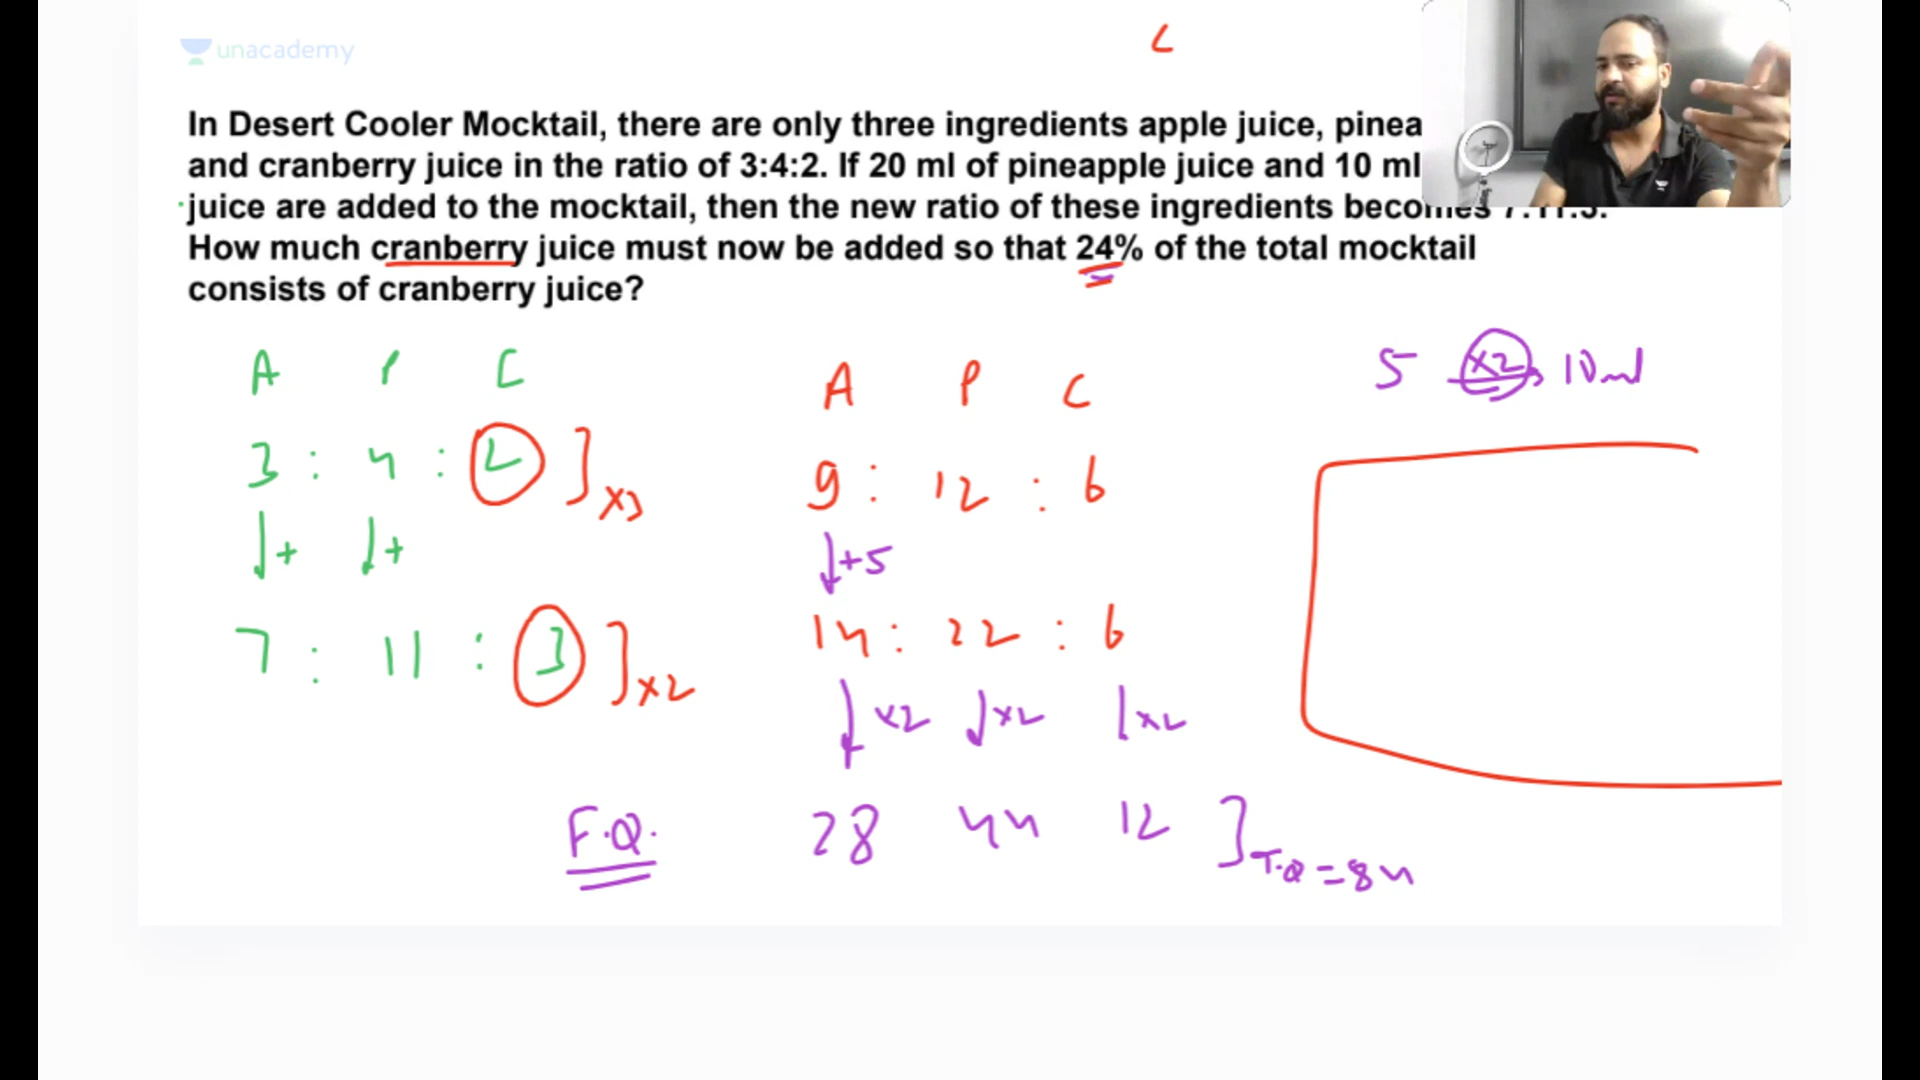 C
unacademy
In Desert Cooler Mocktail, there are only three ingredients apple juice, pinea
and cranberry juice in the ratio of 3:4:2. If 20 ml of pineapple juice and 10 ml
juice are added to the mocktail, then the new ratio of these ingredients becomes 7:11:3.
How much cranberry juice must now be added so that 24% of the total mocktail
consists of cranberry juice?
A P C
A P C
5 x2 10ml
3 : 4 : 2 ] x3
9 : 12 : 6
+ +
+5
7 : 11 : 3 ] x2
14 : 22 : 6
x2 x2 x2
F.Q. 28 44 12 ] T.Q = 84